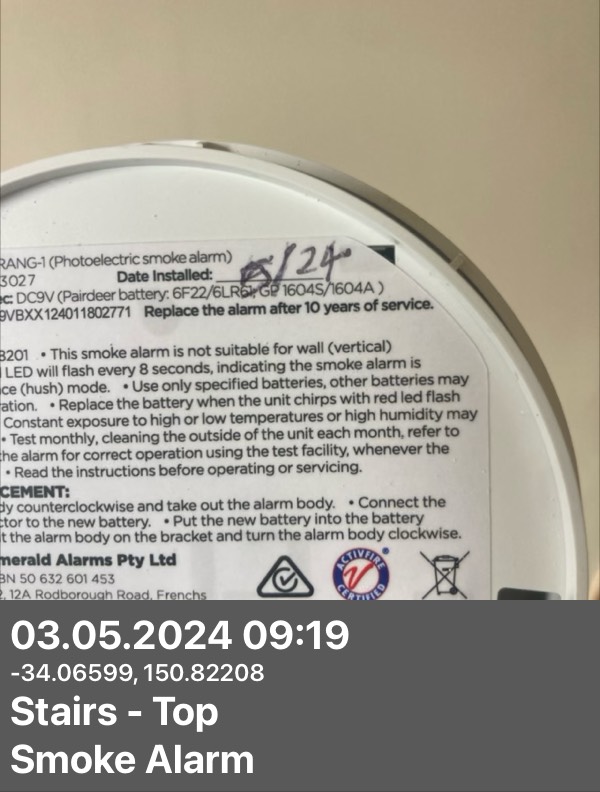 RANG-1 (Photoelectric smoke alarm)
3027 Date Installed: 5/24
ec: DC9V (Pairdeer battery: 6F22/6LR61, GP 1604S/1604A )
9VBXX124011802771 Replace the alarm after 10 years of service.
3201 • This smoke alarm is not suitable for wall (vertical)
LED will flash every 8 seconds, indicating the smoke alarm is
ce (hush) mode. • Use only specified batteries, other batteries may
ration. • Replace the battery when the unit chirps with red led flash
Constant exposure to high or low temperatures or high humidity may
• Test monthly, cleaning the outside of the unit each month, refer to
the alarm for correct operation using the test facility, whenever the
• Read the instructions before operating or servicing.
CEMENT:
dy counterclockwise and take out the alarm body. • Connect the
ctor to the new battery. • Put the new battery into the battery
t the alarm body on the bracket and turn the alarm body clockwise.
merald Alarms Pty Ltd
BN 50 632 601 453
2, 12A Rodborough Road, Frenchs
ACTIVFIRE
®
CERTIFIED
03.05.2024 09:19
-34.06599, 150.82208
Stairs - Top
Smoke Alarm